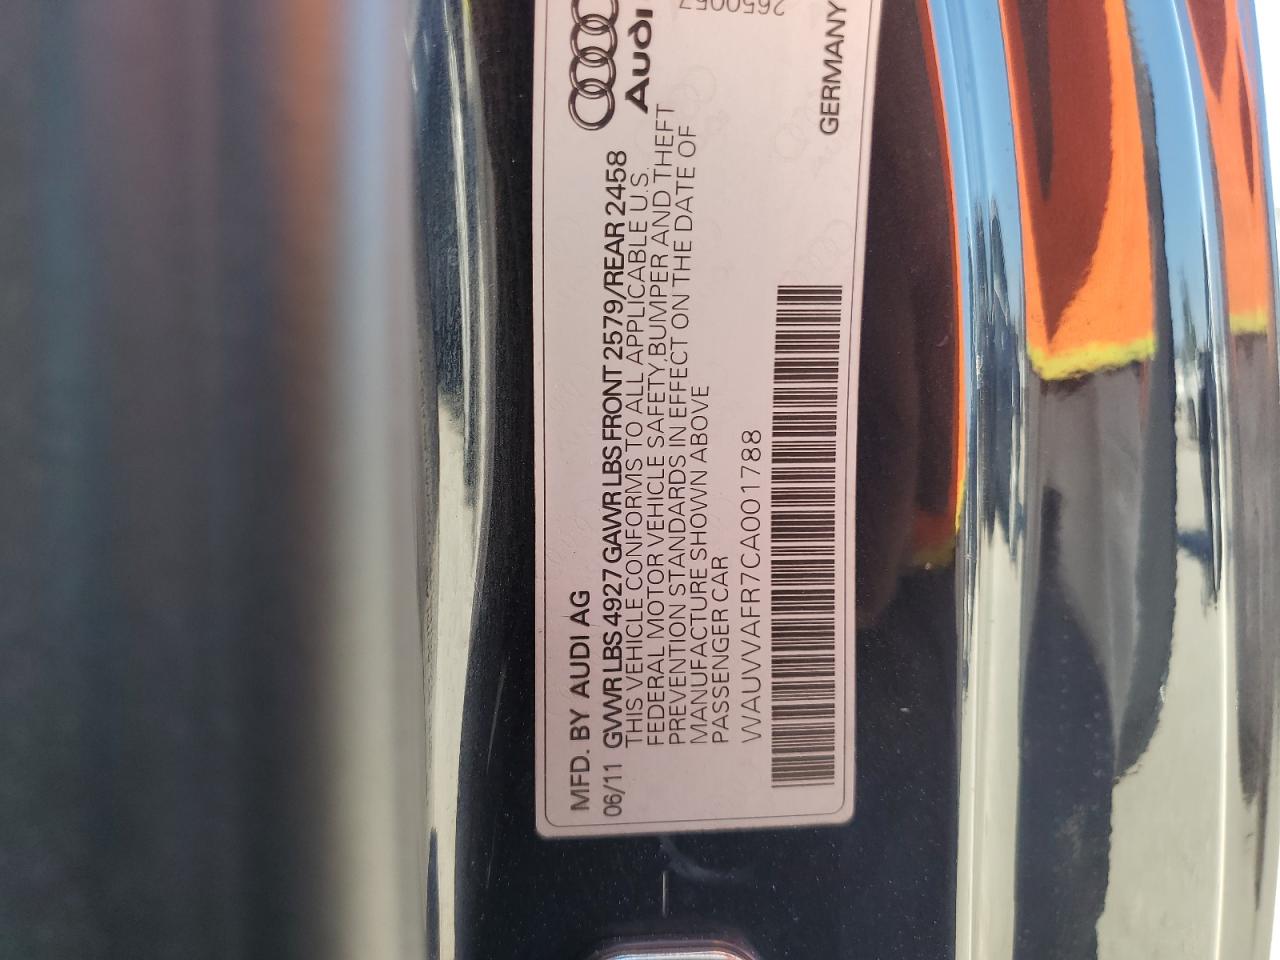 MFD. BY AUDI AG
06/11 GVWR LBS 4927 GAWR LBS FRONT 2579/REAR 2458
THIS VEHICLE CONFORMS TO ALL APPLICABLE U.S.
FEDERAL MOTOR VEHICLE SAFETY,BUMPER AND THEFT
PREVENTION STANDARDS IN EFFECT ON THE DATE OF
MANUFACTURE SHOWN ABOVE
PASSENGER CAR
WAUVVAFR7CA001788
Audi
GERMANY